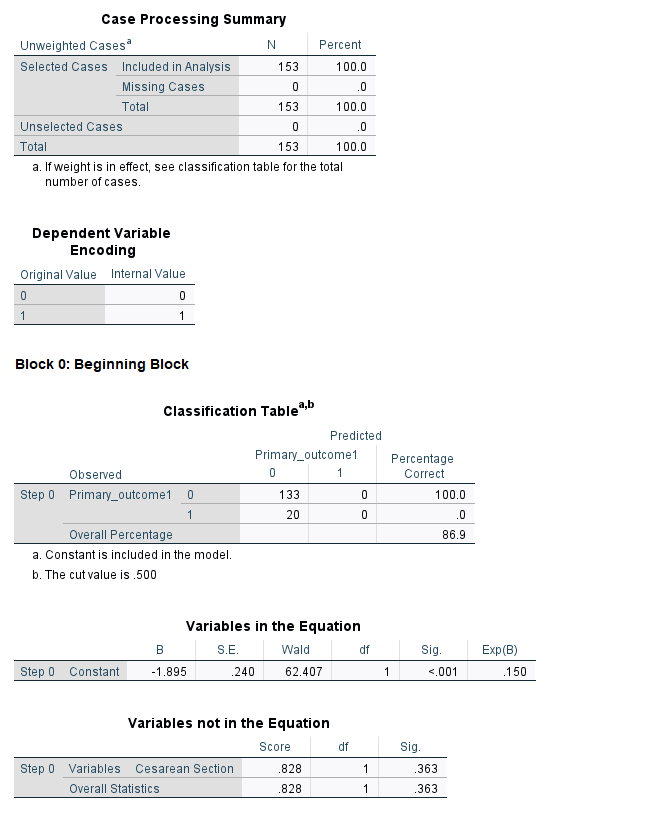 Case Processing Summary
Unweighted Casesa N Percent
Selected Cases Included in Analysis 153 100.0
Missing Cases 0 .0
Total 153 100.0
Unselected Cases 0 .0
Total 153 100.0
a. If weight is in effect, see classification table for the total
number of cases.
Dependent Variable
Encoding
Original Value Internal Value
0 0
1 1
Block 0: Beginning Block
Classification Tablea,b
Predicted
Primary_outcome1 Percentage
Observed 0 1 Correct
Step 0 Primary_outcome1 0 133 0 100.0
1 20 0 .0
Overall Percentage 86.9
a. Constant is included in the model.
b. The cut value is .500
Variables in the Equation
B S.E. Wald df Sig. Exp(B)
Step 0 Constant -1.895 .240 62.407 1 <.001 .150
Variables not in the Equation
Score df Sig.
Step 0 Variables Cesarean Section .828 1 .363
Overall Statistics .828 1 .363